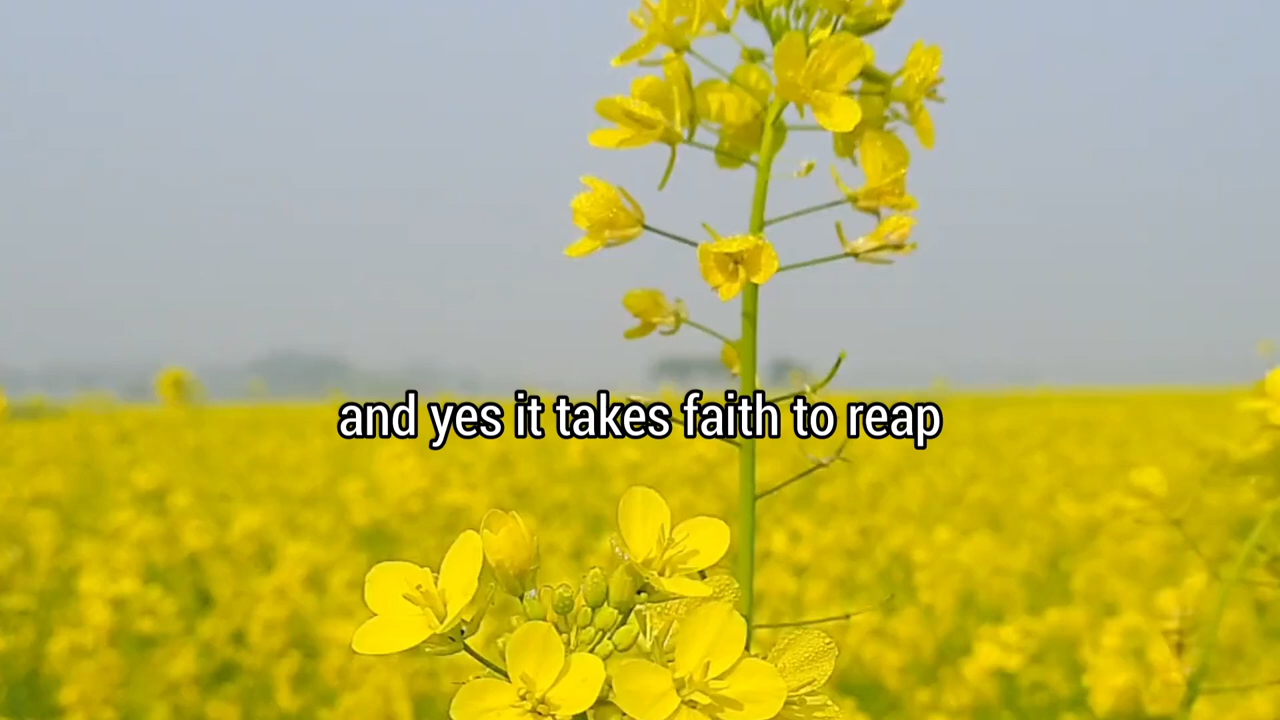 and yes it takes faith to reap